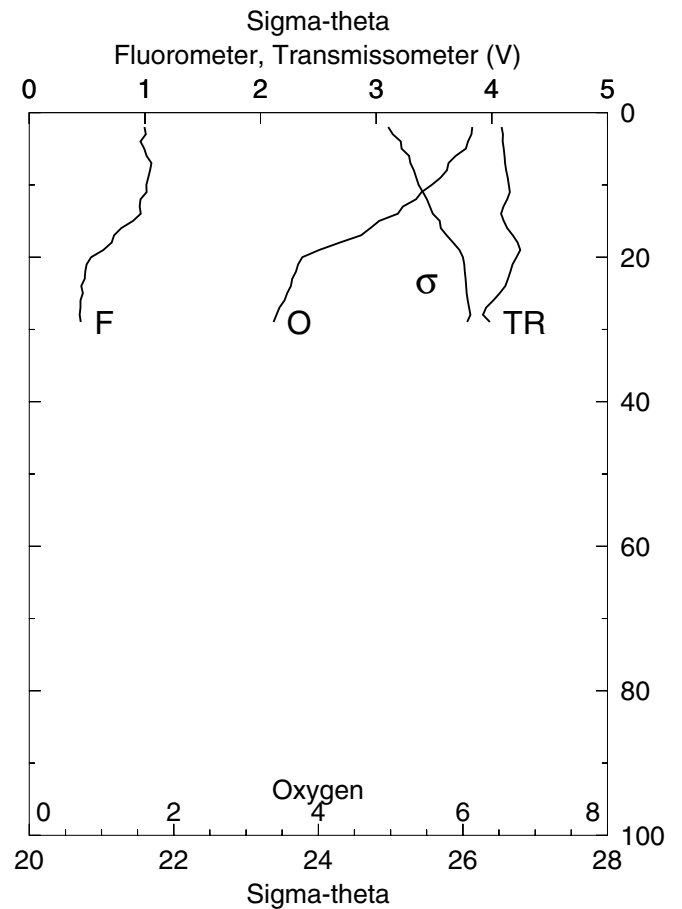 Sigma-theta
Fluorometer, Transmissometer (V)
0 1 2 3 4 5
0
20
σ
F O TR
40
60
80
Oxygen
0 2 4 6 8
100
20 22 24 26 28
Sigma-theta